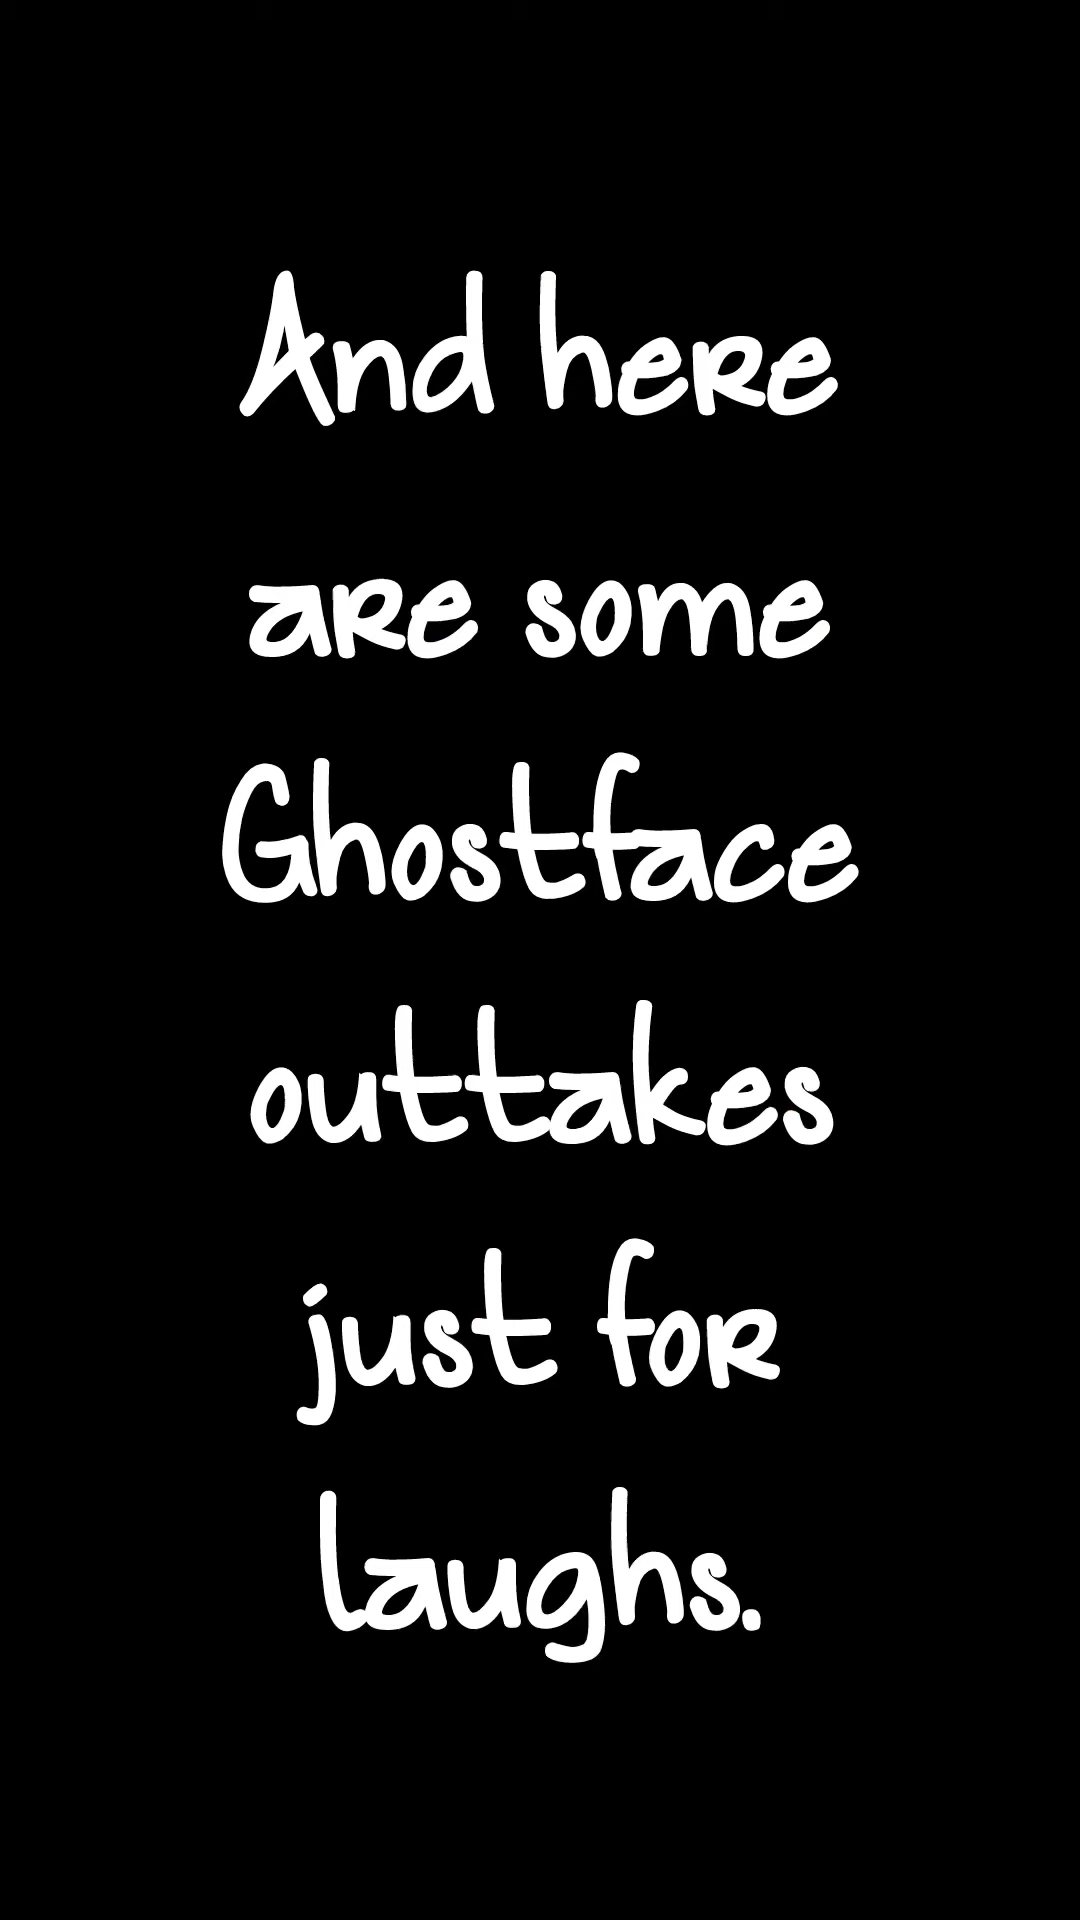 And here
are some
Ghostface
outtakes
just for
laughs.